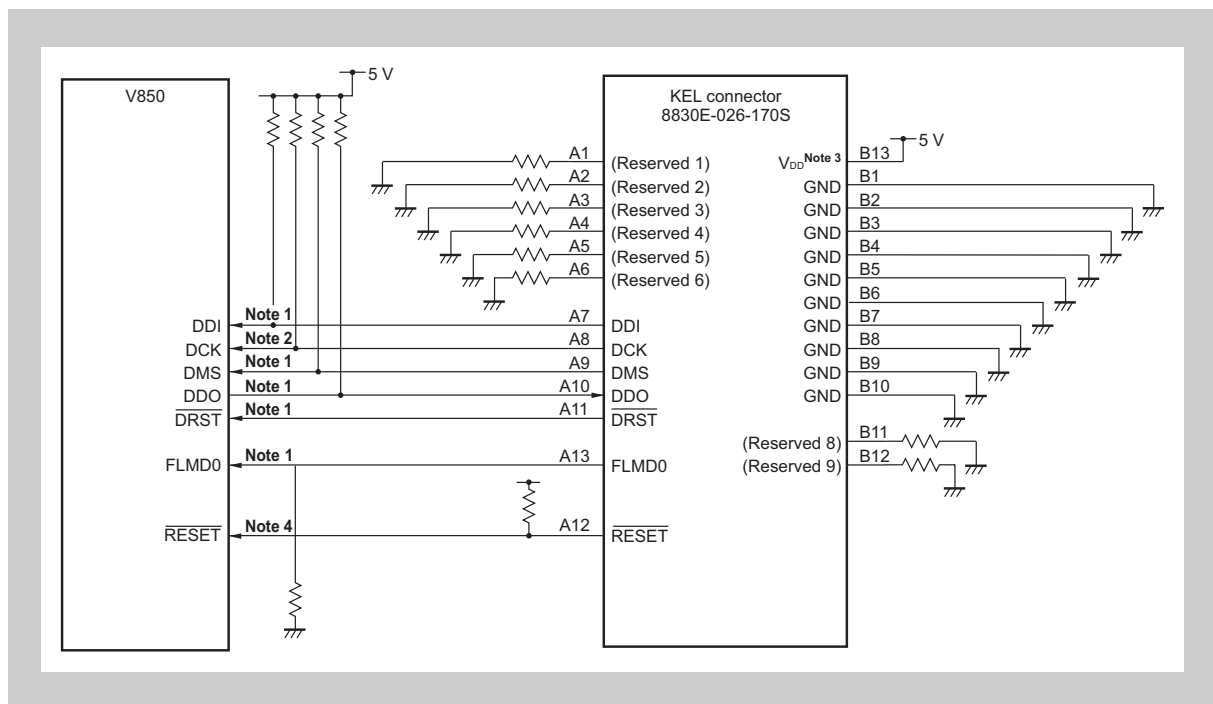 5 V
V850
KEL connector
8830E-026-170S
5 V
A1 (Reserved 1)
VDD Note 3 B13
A2 (Reserved 2)
GND B1
A3 (Reserved 3)
GND B2
A4 (Reserved 4)
GND B3
A5 (Reserved 5)
GND B4
A6 (Reserved 6)
GND B5
GND B6
DDI Note 1 A7 DDI
GND B7
DCK Note 2 A8 DCK
GND B8
DMS Note 1 A9 DMS
GND B9
DDO Note 1 A10 DDO
GND B10
DRST Note 1 A11 DRST
(Reserved 8) B11
FLMD0 Note 1 A13 FLMD0
(Reserved 9) B12
RESET Note 4 A12 RESET